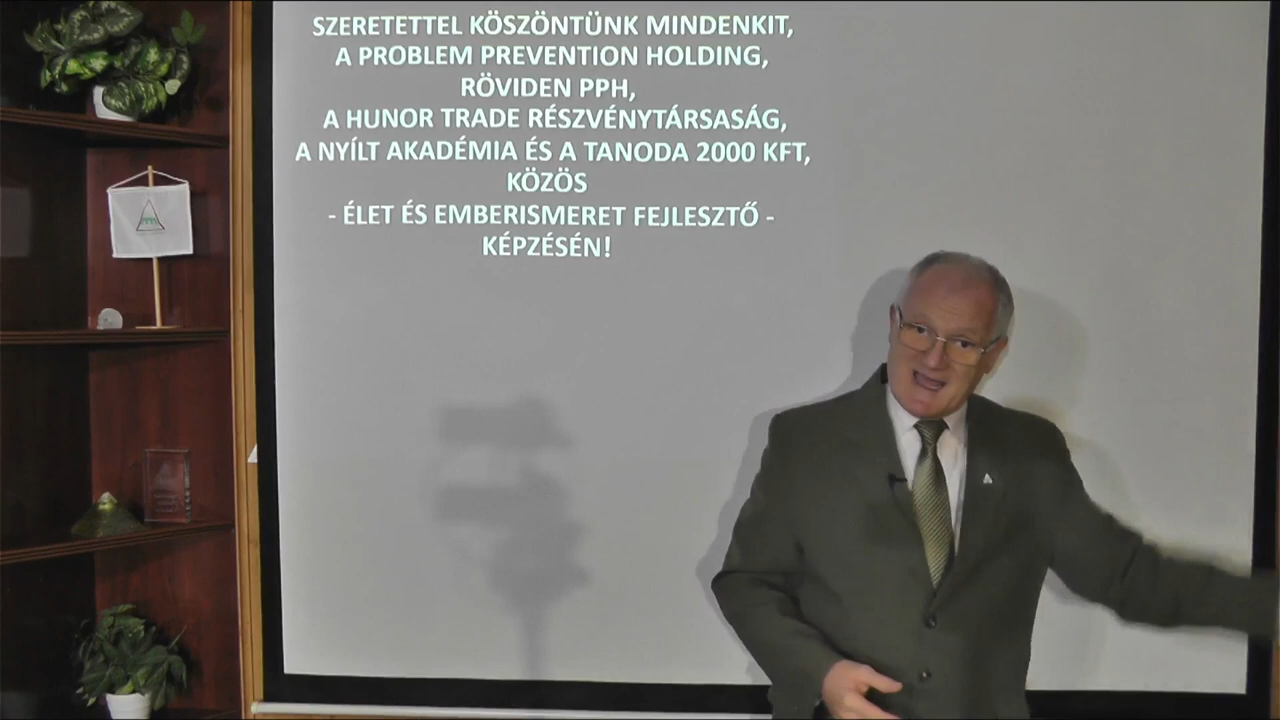 SZERETETTEL KÖSZÖNTÜNK MINDENKIT,
A PROBLEM PREVENTION HOLDING,
RÖVIDEN PPH,
A HUNOR TRADE RÉSZVÉNYTÁRSASÁG,
A NYÍLT AKADÉMIA ÉS A TANODA 2000 KFT,
KÖZÖS
- ÉLET ÉS EMBERISMERET FEJLESZTŐ -
KÉPZÉSÉN!